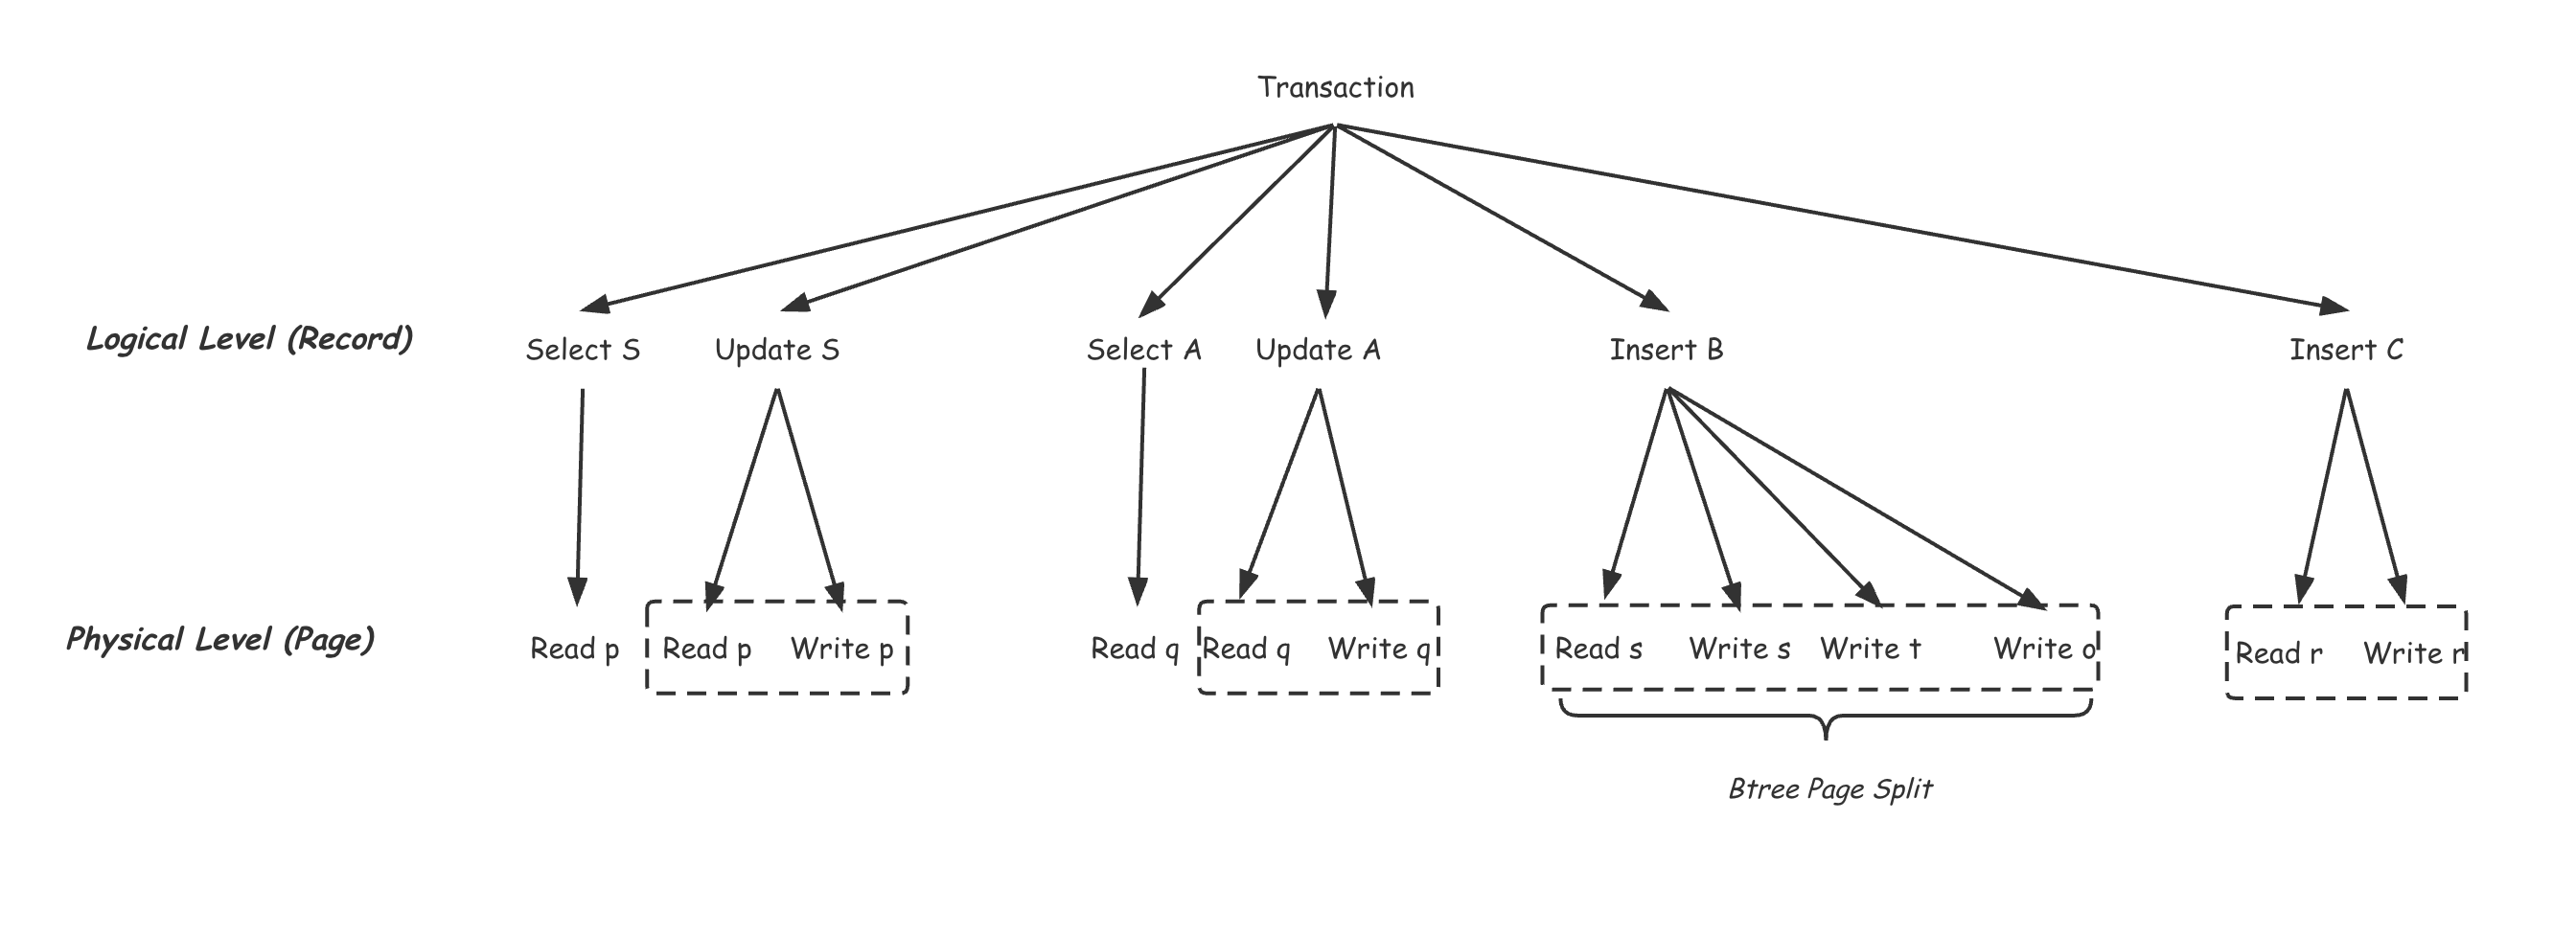 Transaction
Logical Level (Record)
Select S
Update S
Select A
Update A
Insert B
Insert C
Physical Level (Page)
Read p
Read p
Write p
Read q
Read q
Write q
Read s
Write s
Write t
Write o
Read r
Write r
Btree Page Split